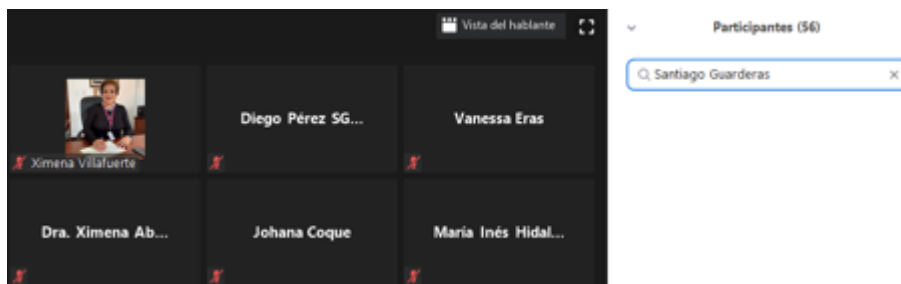 Vista del hablante
Participantes (56)
Santiago Guarderas
Diego Pérez SG...
Vanessa Eras
Ximena Villafuerte
Dra. Ximena Ab...
Johana Coque
María Inés Hidal...